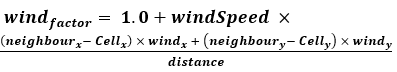 wind_factor = 1.0 + windSpeed ×
(neighbour_x − Cell_x) × wind_x + (neighbour_y − Cell_y) × wind_y
distance